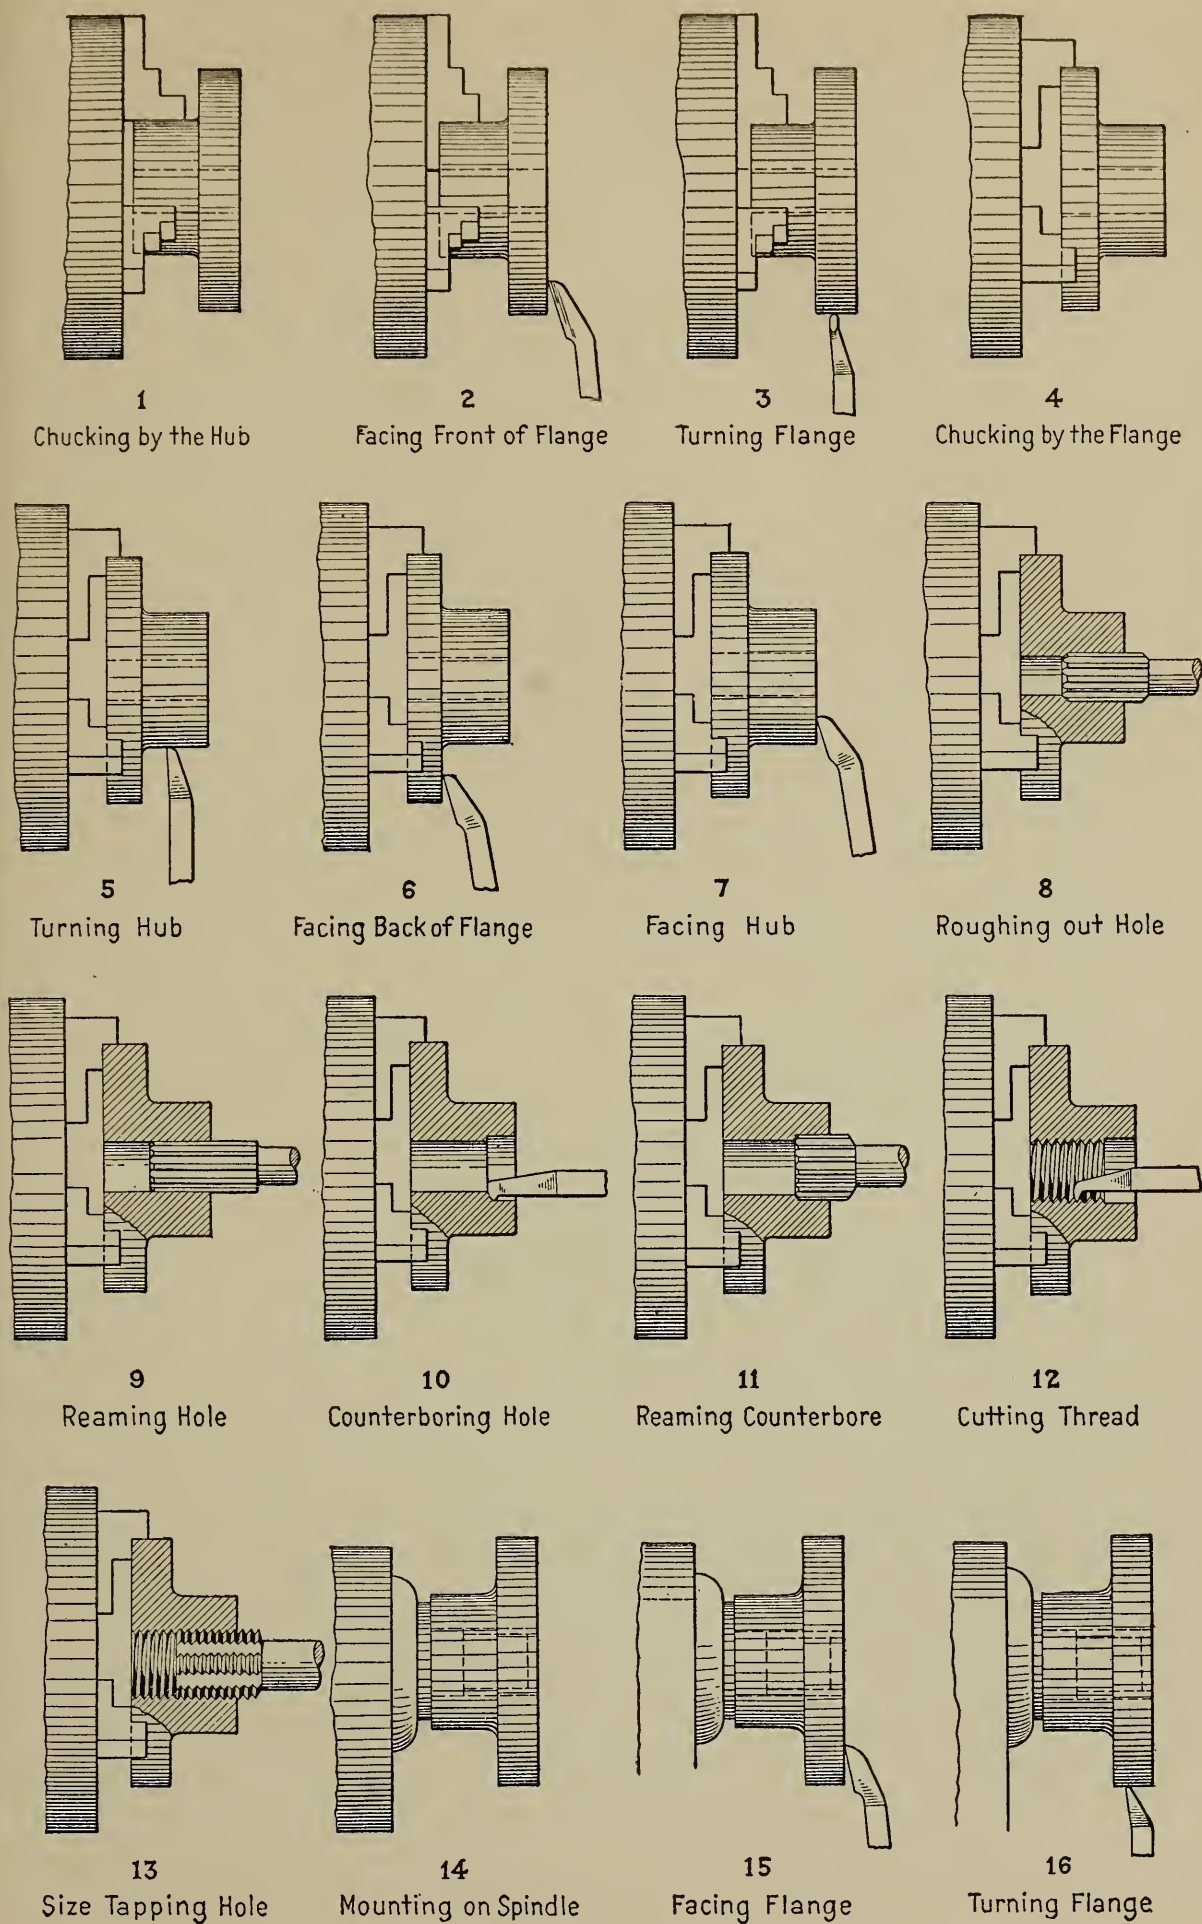 1
Chucking by the Hub
2
Facing Front of Flange
3
Turning Flange
4
Chucking by the Flange
5
Turning Hub
6
Facing Back of Flange
7
Facing Hub
8
Roughing out Hole
9
Reaming Hole
10
Counterboring Hole
11
Reaming Counterbore
12
Cutting Thread
13
Size Tapping Hole
14
Mounting on Spindle
15
Facing Flange
16
Turning Flange